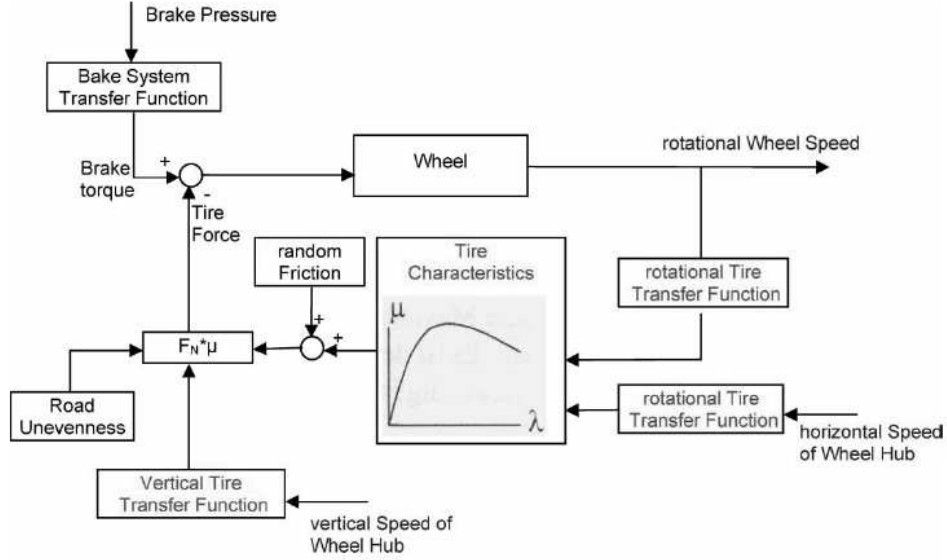 Brake Pressure
Bake System
Transfer Function
Brake
torque
+
-
Tire
Force
Wheel
rotational Wheel Speed
random
Friction
+
+
Tire
Characteristics
μ
λ
rotational Tire
Transfer Function
F_N*μ
Road
Unevenness
rotational Tire
Transfer Function
horizontal Speed
of Wheel Hub
Vertical Tire
Transfer Function
vertical Speed of
Wheel Hub